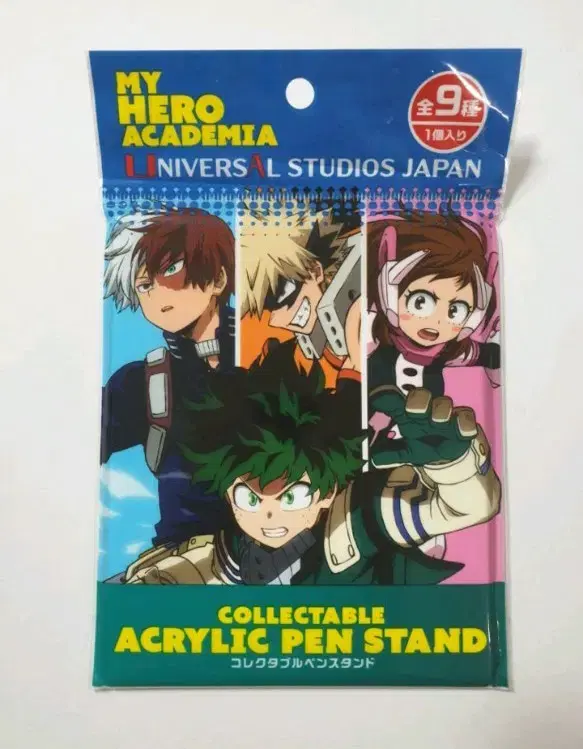 MY
HERO
ACADEMIA
全9種
1個入り
UNIVERSAL STUDIOS JAPAN
COLLECTABLE
ACRYLIC PEN STAND
コレクタブルペンスタンド